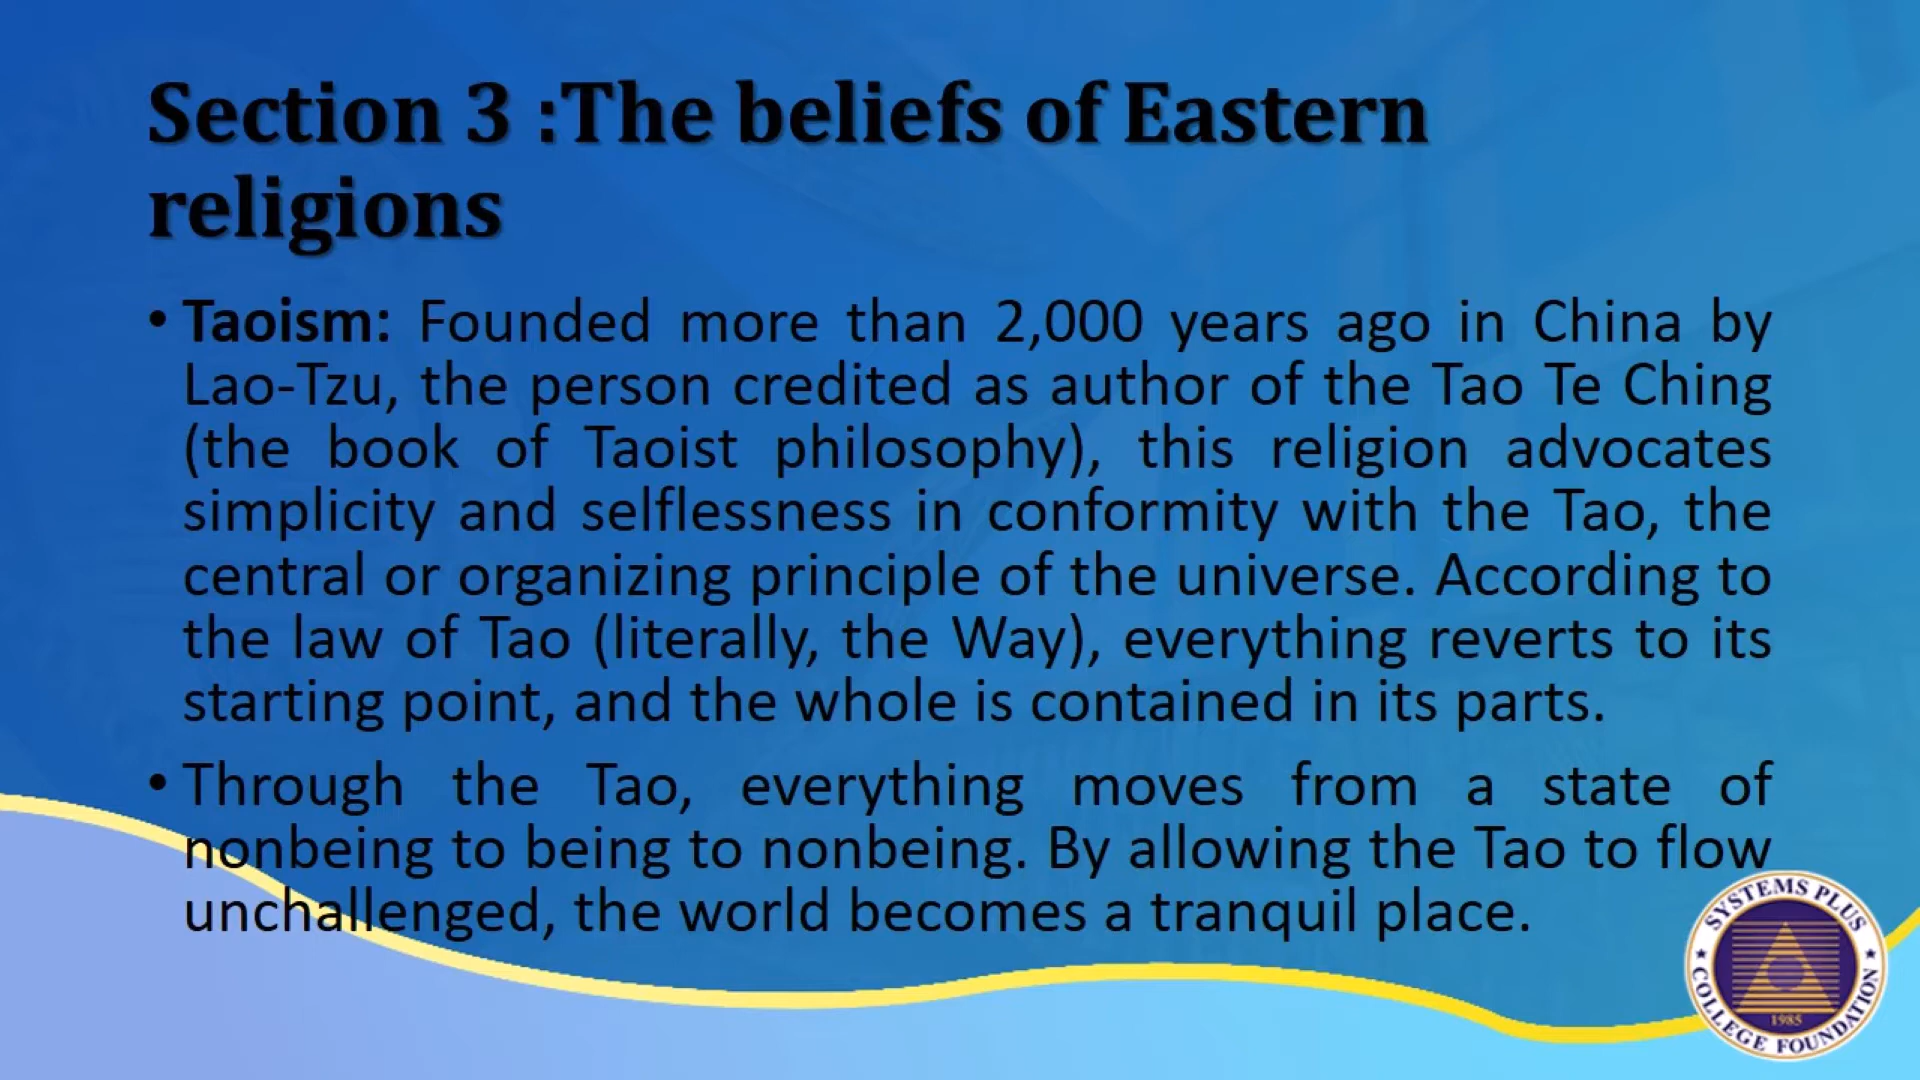 Section 3 :The beliefs of Eastern
religions
• Taoism: Founded more than 2,000 years ago in China by
Lao-Tzu, the person credited as author of the Tao Te Ching
(the book of Taoist philosophy), this religion advocates
simplicity and selflessness in conformity with the Tao, the
central or organizing principle of the universe. According to
the law of Tao (literally, the Way), everything reverts to its
starting point, and the whole is contained in its parts.
• Through the Tao, everything moves from a state of
nonbeing to being to nonbeing. By allowing the Tao to flow
unchallenged, the world becomes a tranquil place.
SYSTEMS PLUS
COLLEGE FOUNDATION
1985